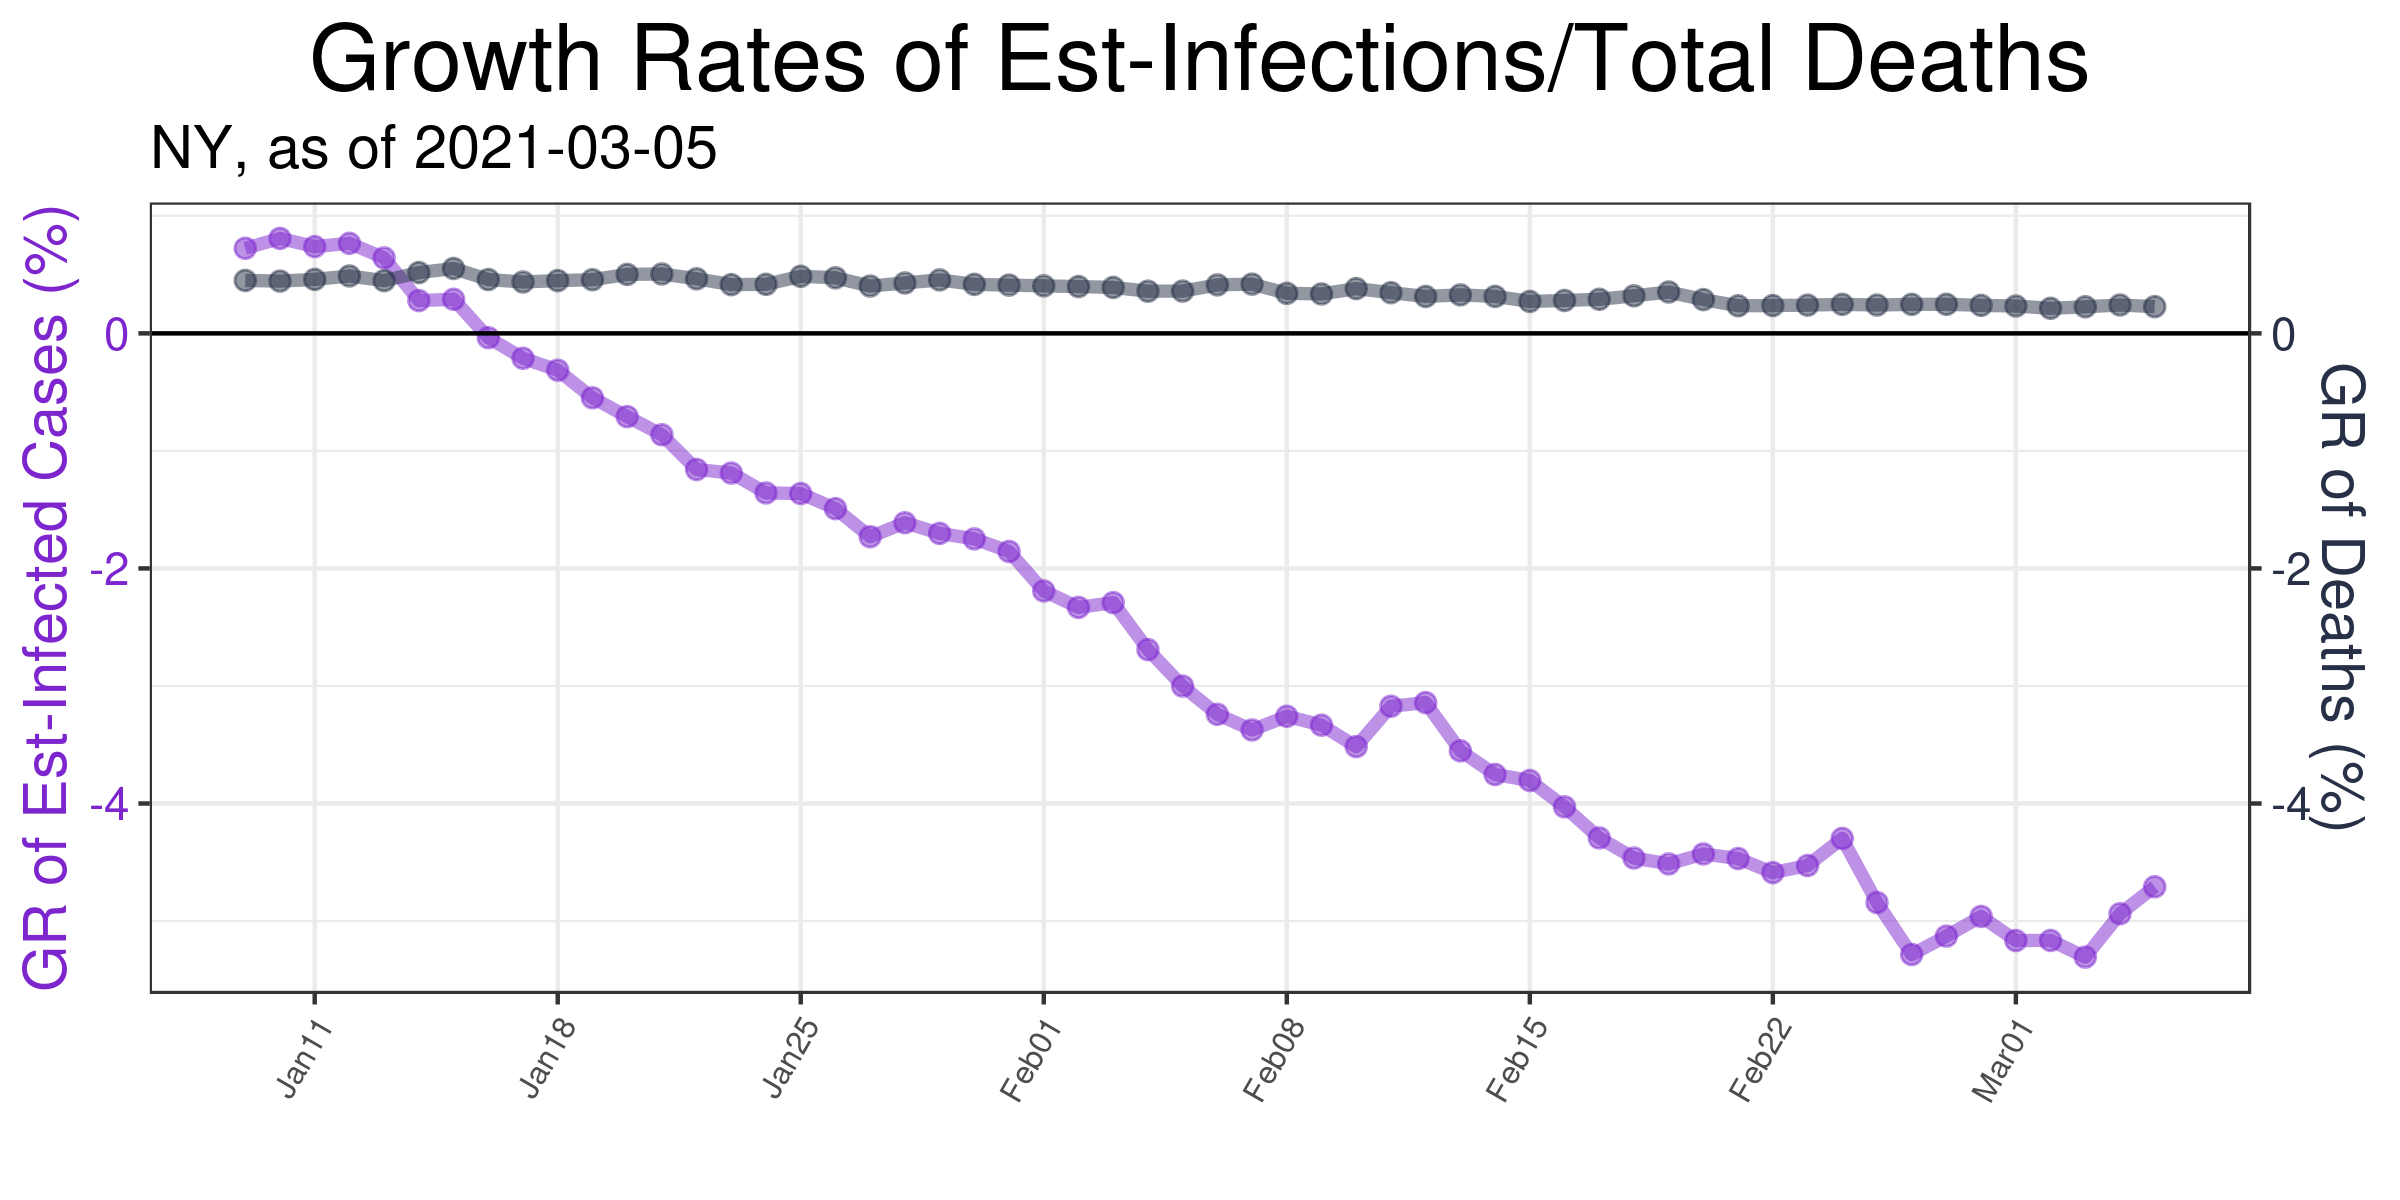 Growth Rates of Est-Infections/Total Deaths
NY, as of 2021-03-05
GR of Est-Infected Cases (%)
0
-2
-4
0
-2
-4
GR of Deaths (%)
Jan11
Jan18
Jan25
Feb01
Feb08
Feb15
Feb22
Mar01